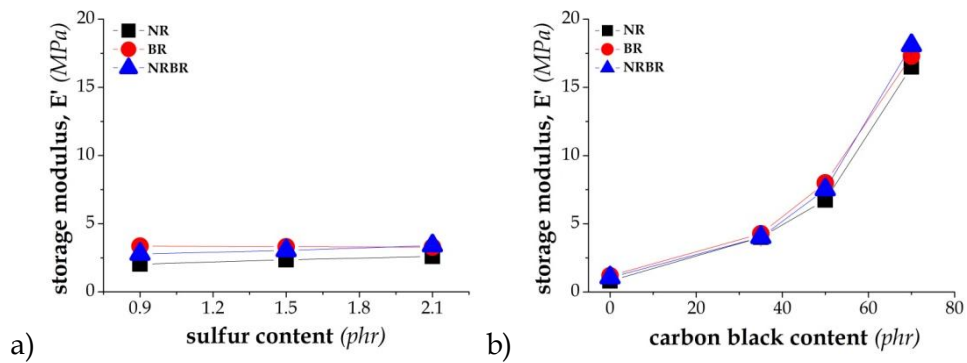 a)
storage modulus, E' (MPa)
20
15
10
5
0
NR
BR
NRBR
0.9
1.2
1.5
1.8
2.1
sulfur content (phr)
b)
storage modulus, E' (MPa)
20
15
10
5
0
NR
BR
NRBR
0
20
40
60
80
carbon black content (phr)